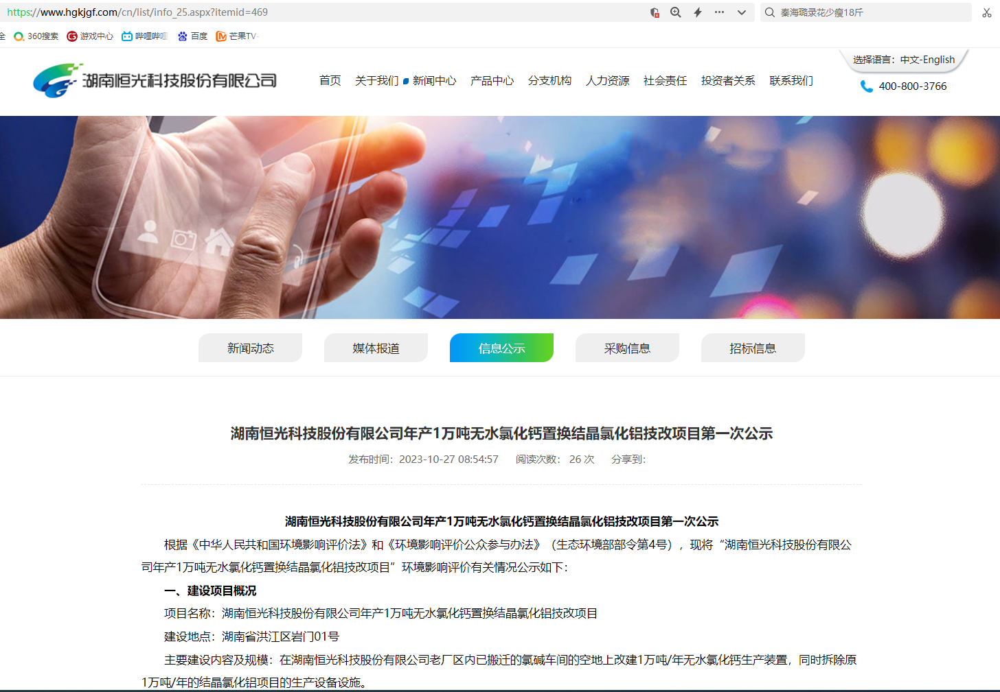 https://www.hgkjgf.com/cn/list/info_25.aspx?itemid=469
秦海璐录花少瘦18斤
全 360搜索 游戏中心 哔哩哔哩 百度 芒果TV-
选择语言：中文-English
湖南恒光科技股份有限公司
首页 关于我们 新闻中心 产品中心 分支机构 人力资源 社会责任 投资者关系 联系我们
400-800-3766
新闻动态 媒体报道 信息公示 采购信息 招标信息
湖南恒光科技股份有限公司年产1万吨无水氯化钙置换结晶氯化铝技改项目第一次公示
发布时间：2023-10-27 08:54:57 阅读次数： 26 次 分享到：
湖南恒光科技股份有限公司年产1万吨无水氯化钙置换结晶氯化铝技改项目第一次公示
根据《中华人民共和国环境影响评价法》和《环境影响评价公众参与办法》（生态环境部部令第4号），现将“湖南恒光科技股份有限公
司年产1万吨无水氯化钙置换结晶氯化铝技改项目”环境影响评价有关情况公示如下：
一、建设项目概况
项目名称：湖南恒光科技股份有限公司年产1万吨无水氯化钙置换结晶氯化铝技改项目
建设地点：湖南省洪江区岩门01号
主要建设内容及规模：在湖南恒光科技股份有限公司老厂区内已搬迁的氯碱车间的空地上改建1万吨/年无水氯化钙生产装置，同时拆除原
1万吨/年的结晶氯化铝项目的生产设备设施。